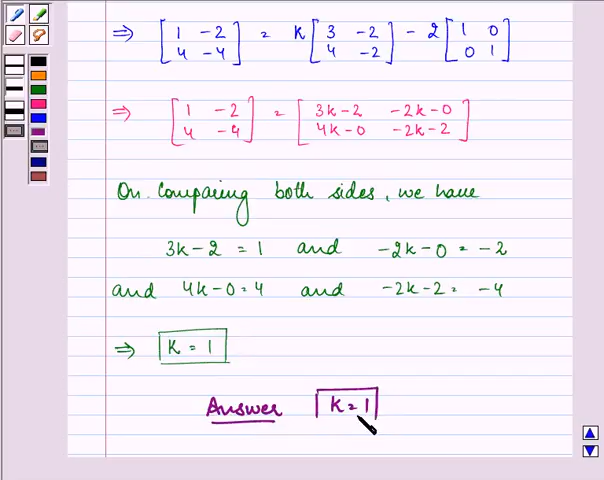 ⇒ [1 -2 4 -4] = K [3 -2 4 -2] - 2 [1 0 0 1]
⇒ [1 -2 4 -4] = [3k-2 -2k-0 4k-0 -2k-2]
On comparing both sides, we have
3k-2 = 1 and -2k-0 = -2
and 4k-0=4 and -2k-2 = -4
⇒ K = 1
Answer k=1